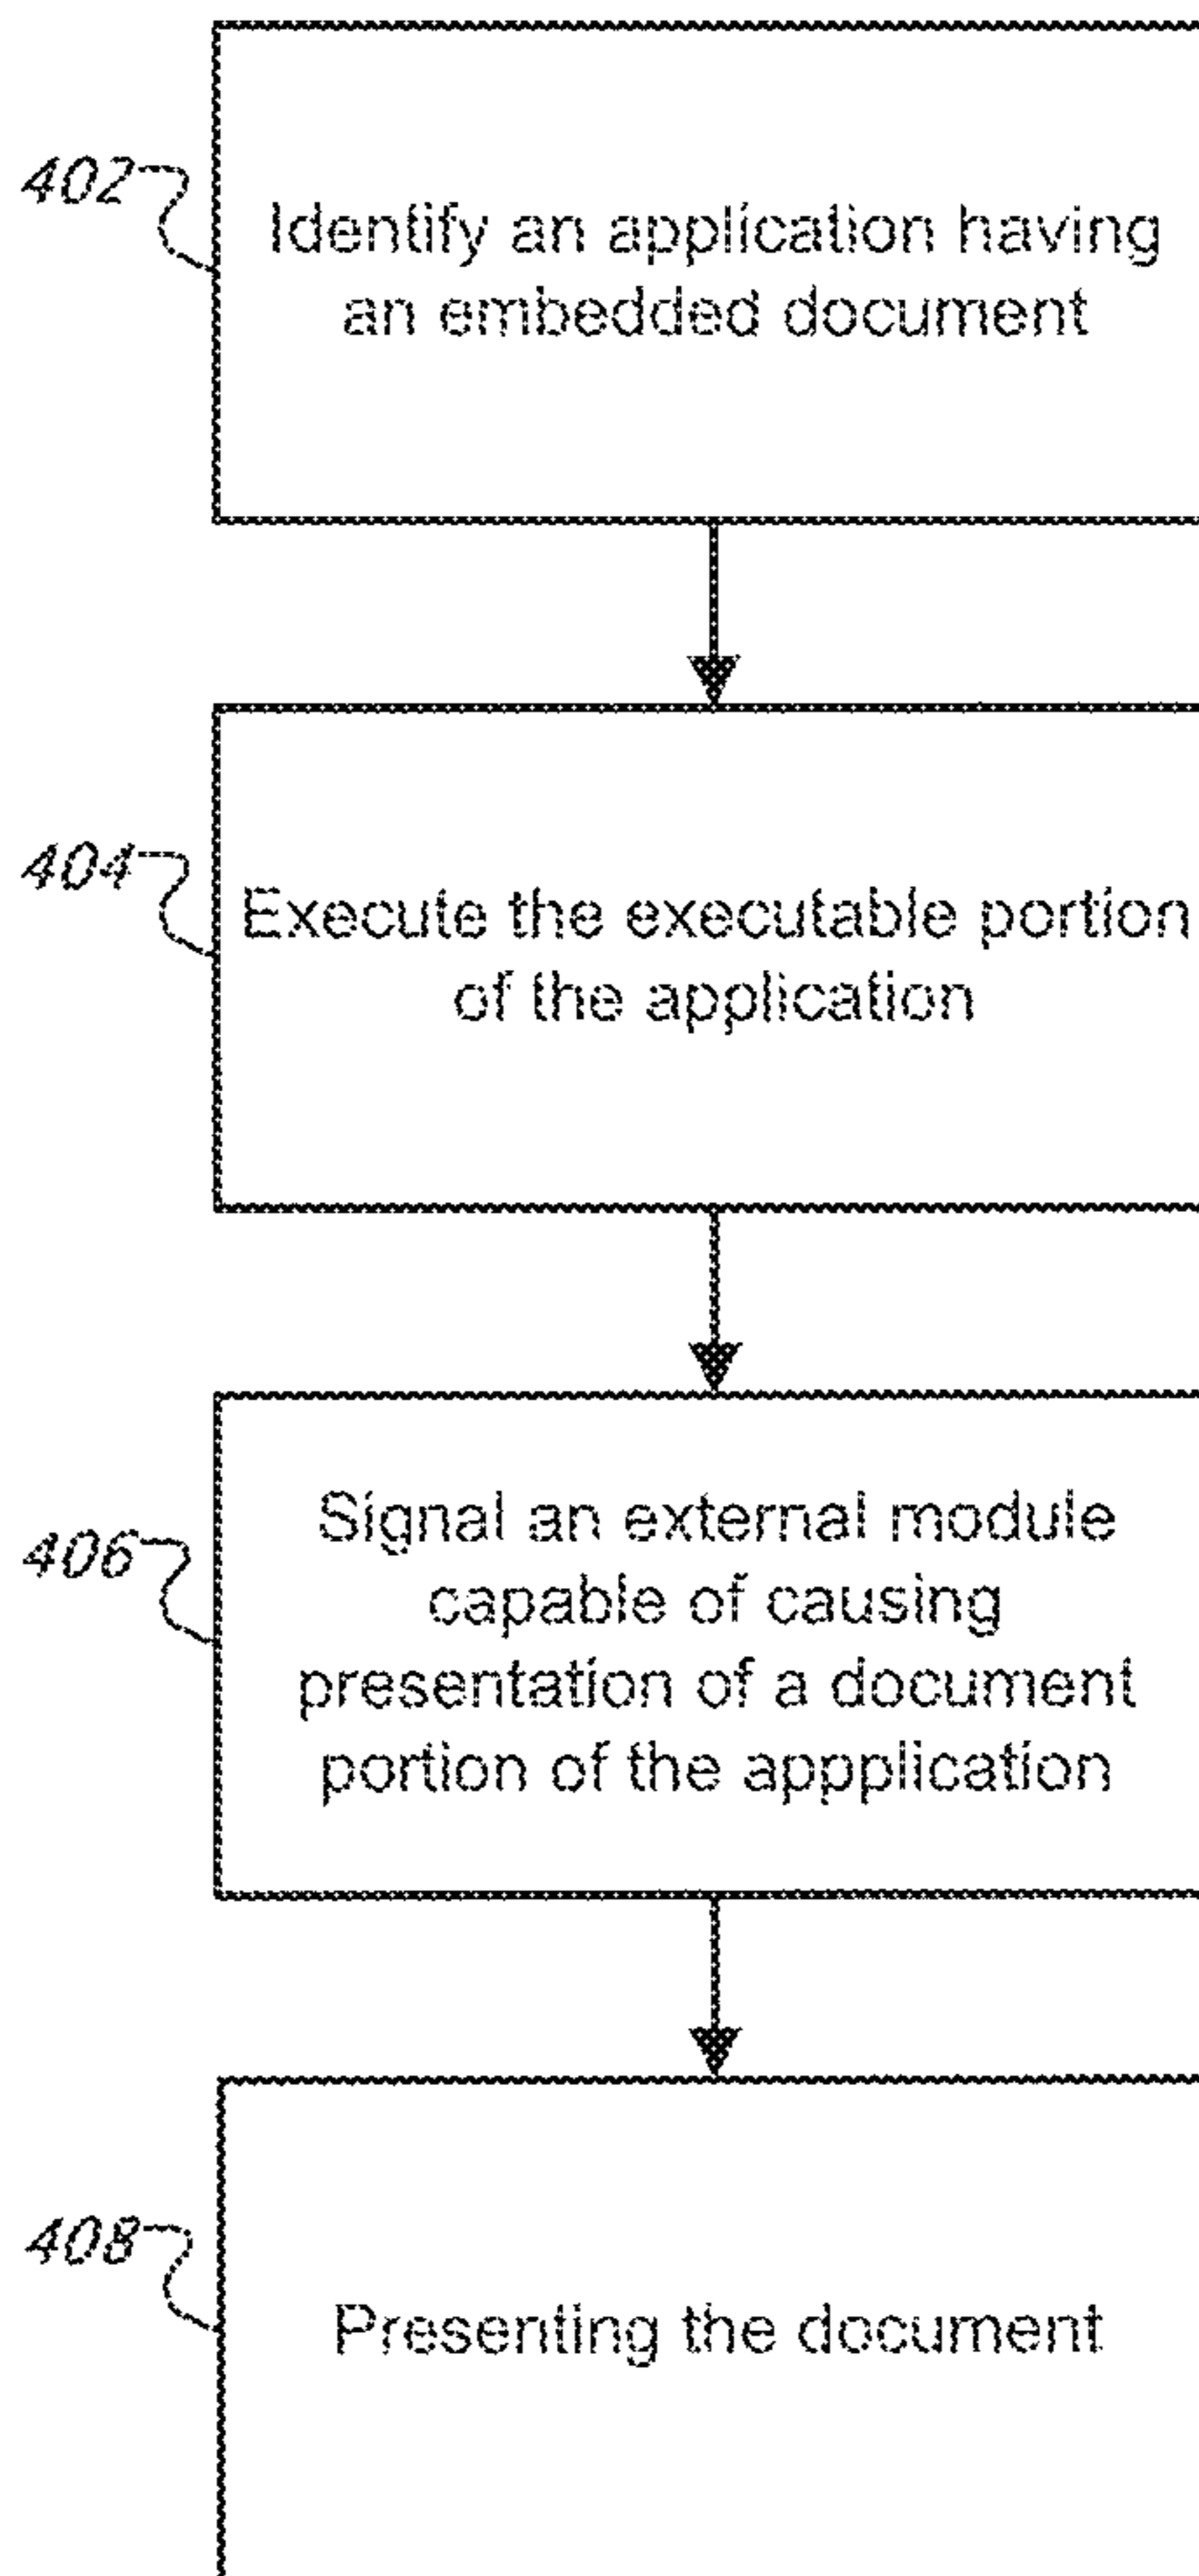 402
Identify an application having
an embedded document
404
Execute the executable portion
of the application
406
Signal an external module
capable of causing
presentation of a document
portion of the appplication
408
Presenting the document